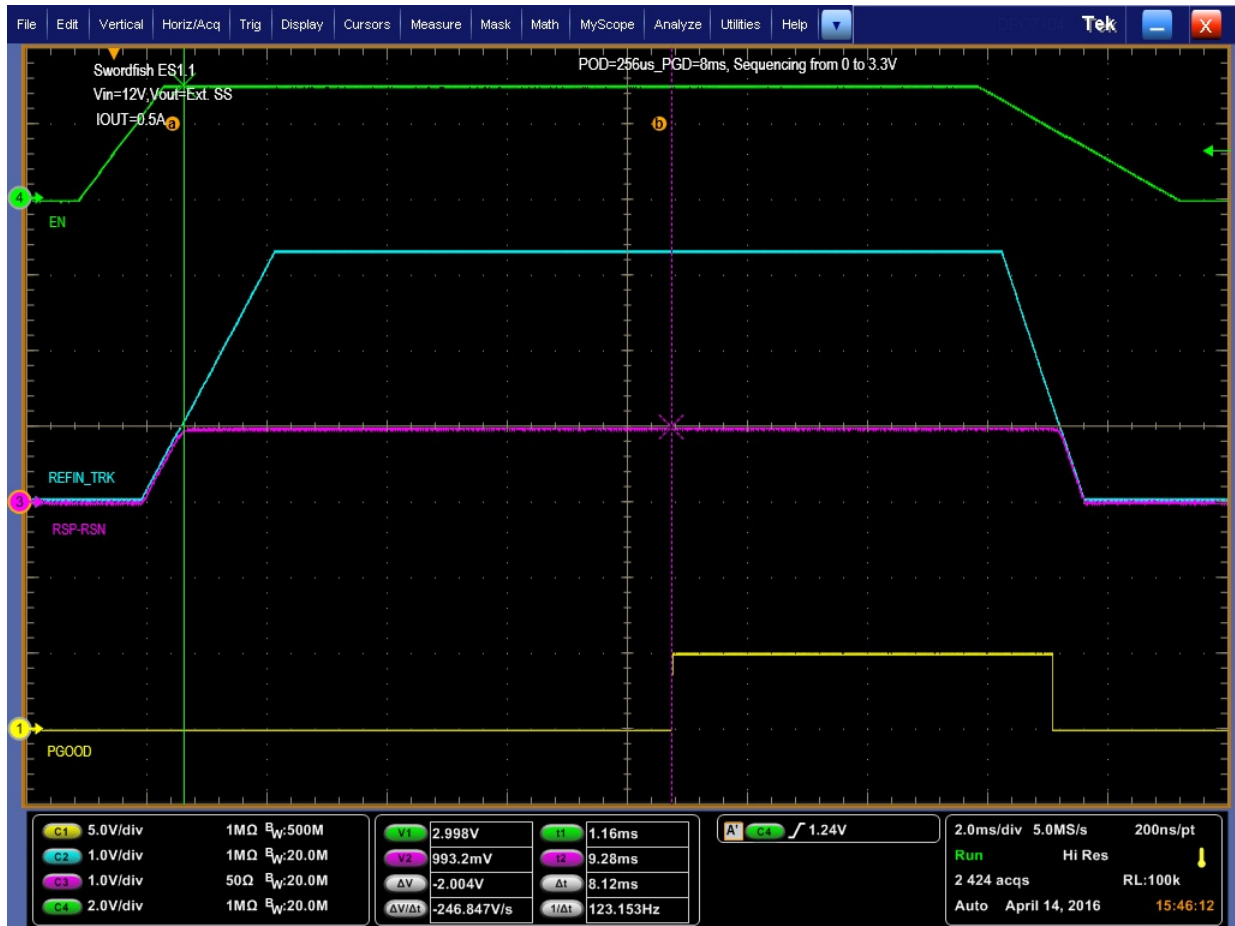 File Edit Vertical Horiz/Acq Trig Display Cursors Measure Mask Math MyScope Analyze Utilities Help Tek X
Swordfish ES1.1
POD=256us_PGD=8ms, Sequencing from 0 to 3.3V
Vin=12V,Vout=Ext. SS
IOUT=0.5A
a
b
4
EN
REFIN_TRK
3
RSP-RSN
1
PGOOD
C1 5.0V/div 1MΩ BW:500M
C2 1.0V/div 1MΩ BW:20.0M
C3 1.0V/div 50Ω BW:20.0M
C4 2.0V/div 1MΩ BW:20.0M
V1 2.998V t1 1.16ms
V2 993.2mV t2 9.28ms
ΔV -2.004V Δt 8.12ms
ΔV/Δt -246.847V/s 1/Δt 123.153Hz
A' C4 1.24V
2.0ms/div 5.0MS/s 200ns/pt
Run Hi Res
2 424 acqs RL:100k
Auto April 14, 2016 15:46:12